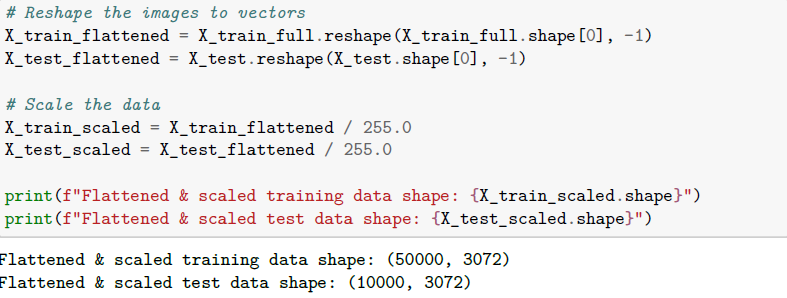 # Reshape the images to vectors
X_train_flattened = X_train_full.reshape(X_train_full.shape[0], -1)
X_test_flattened = X_test.reshape(X_test.shape[0], -1)
# Scale the data
X_train_scaled = X_train_flattened / 255.0
X_test_scaled = X_test_flattened / 255.0
print(f"Flattened & scaled training data shape: {X_train_scaled.shape}")
print(f"Flattened & scaled test data shape: {X_test_scaled.shape}")
Flattened & scaled training data shape: (50000, 3072)
Flattened & scaled test data shape: (10000, 3072)